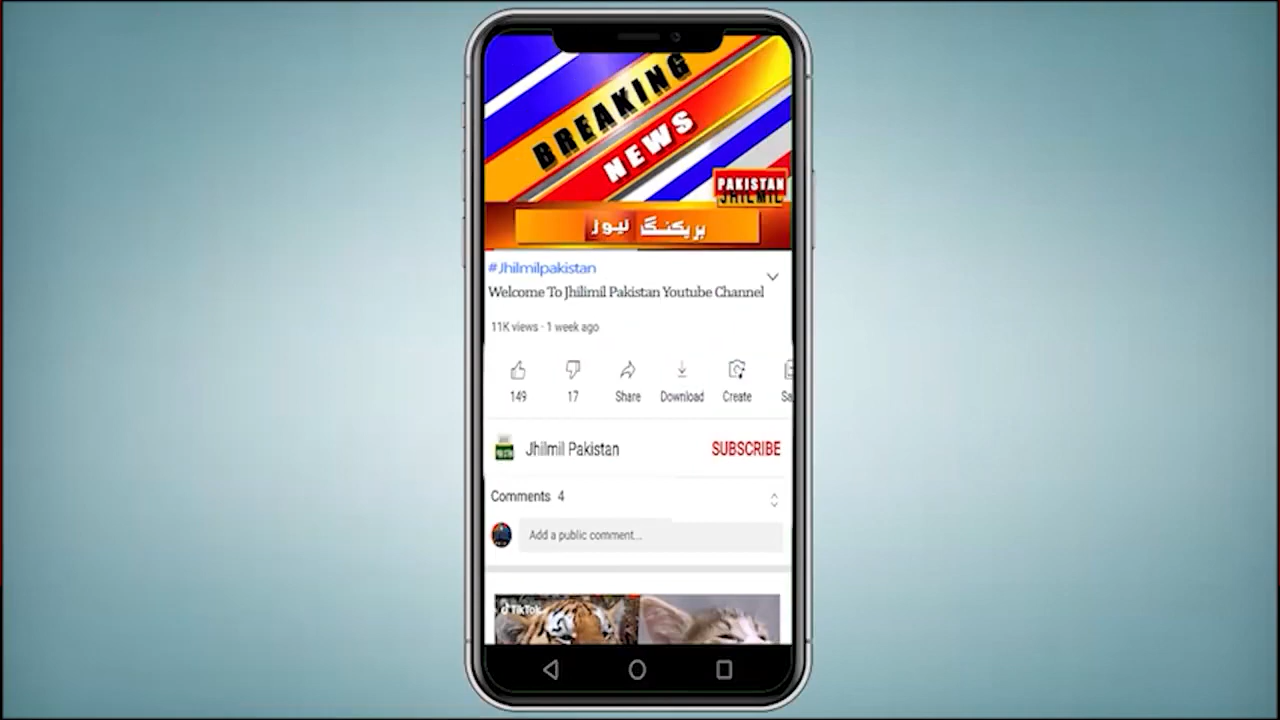 BREAKING
NEWS
PAKISTAN
JHILMIL
بریکنگ نیوز
#Jhilmilpakistan
Welcome To Jhilimil Pakistan Youtube Channel
11K views · 1 week ago
149 17 Share Download Create Sa
Jhilmil Pakistan SUBSCRIBE
Comments 4
Add a public comment...
TikTok